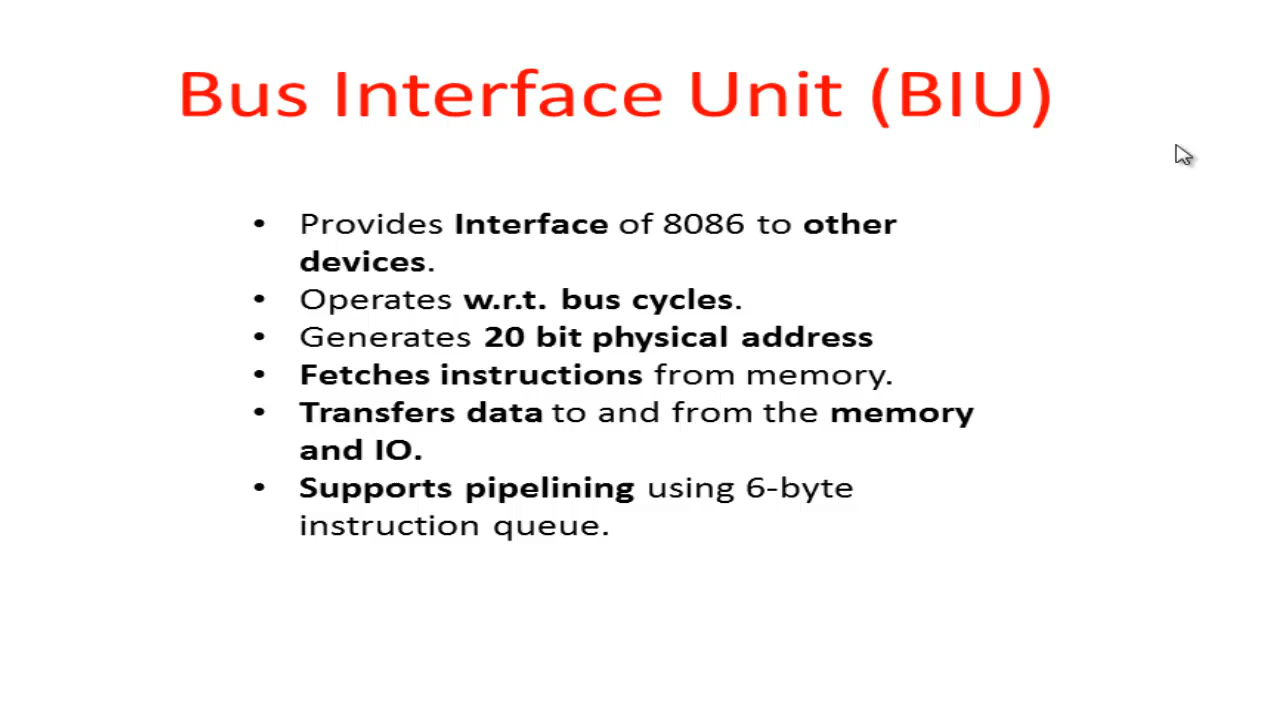 Bus Interface Unit (BIU)
• Provides Interface of 8086 to other
devices.
• Operates w.r.t. bus cycles.
• Generates 20 bit physical address
• Fetches instructions from memory.
• Transfers data to and from the memory
and IO.
• Supports pipelining using 6-byte
instruction queue.